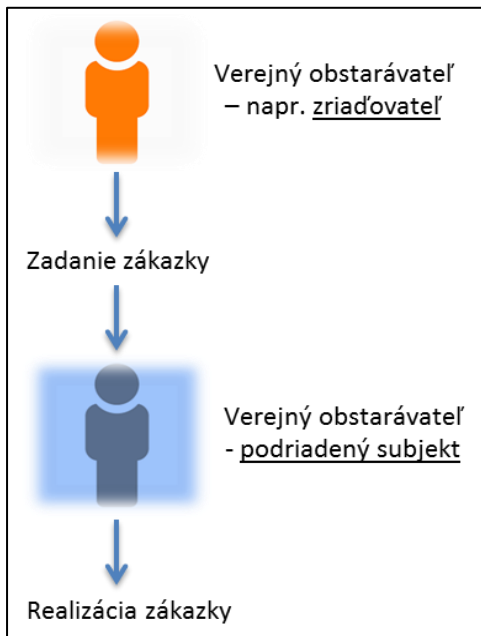 Verejný obstarávateľ
– napr. zriaďovateľ
Zadanie zákazky
Verejný obstarávateľ
- podriadený subjekt
Realizácia zákazky